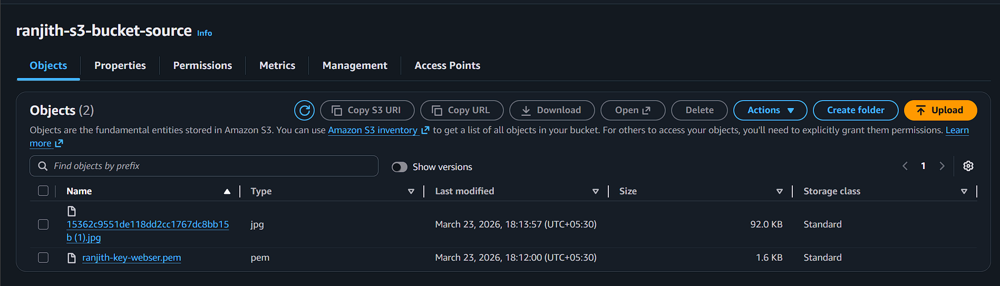 ranjith-s3-bucket-source Info
Objects Properties Permissions Metrics Management Access Points
Objects (2) Copy S3 URI Copy URL Download Open Delete Actions Create folder Upload
Objects are the fundamental entities stored in Amazon S3. You can use Amazon S3 inventory to get a list of all objects in your bucket. For others to access your objects, you'll need to explicitly grant them permissions. Learn
more
Find objects by prefix Show versions 1
Name Type Last modified Size Storage class
15362c9551de118dd2cc1767dc8bb15 jpg March 23, 2026, 18:13:57 (UTC+05:30) 92.0 KB Standard
b (1).jpg
ranjith-key-webser.pem pem March 23, 2026, 18:12:00 (UTC+05:30) 1.6 KB Standard